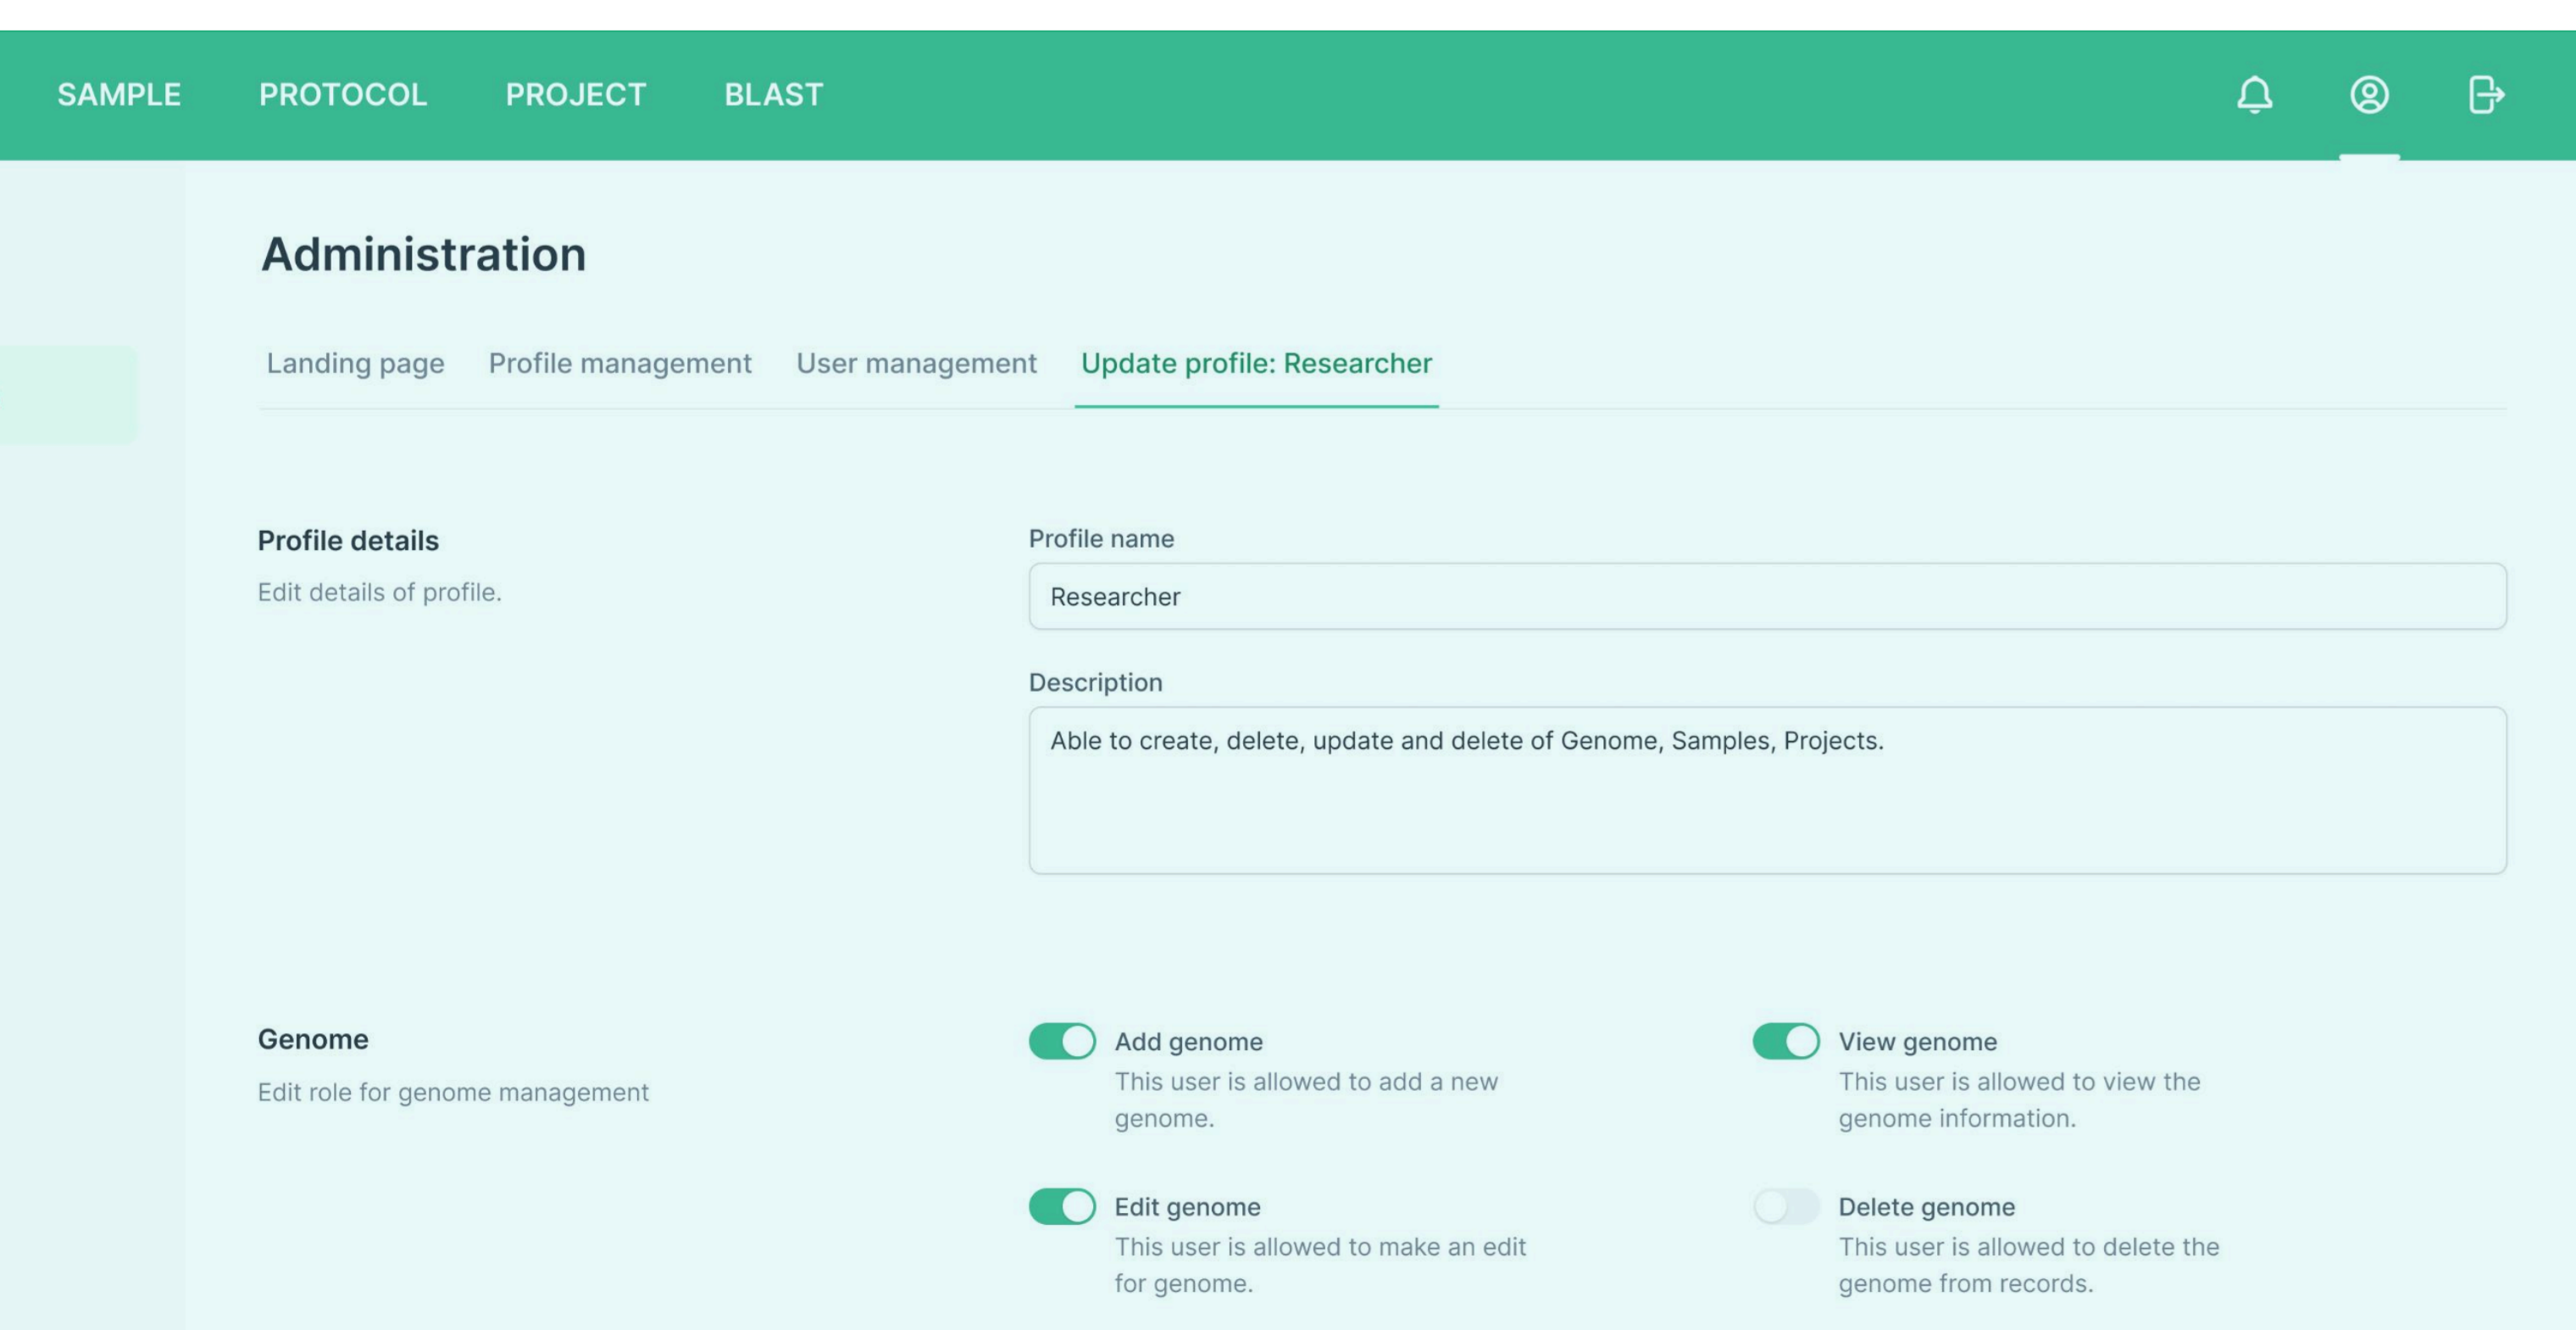 SAMPLE PROTOCOL PROJECT BLAST
Administration
Landing page Profile management User management Update profile: Researcher
Profile details
Edit details of profile.
Profile name
Researcher
Description
Able to create, delete, update and delete of Genome, Samples, Projects.
Genome
Edit role for genome management
Add genome
This user is allowed to add a new
genome.
View genome
This user is allowed to view the
genome information.
Edit genome
This user is allowed to make an edit
for genome.
Delete genome
This user is allowed to delete the
genome from records.